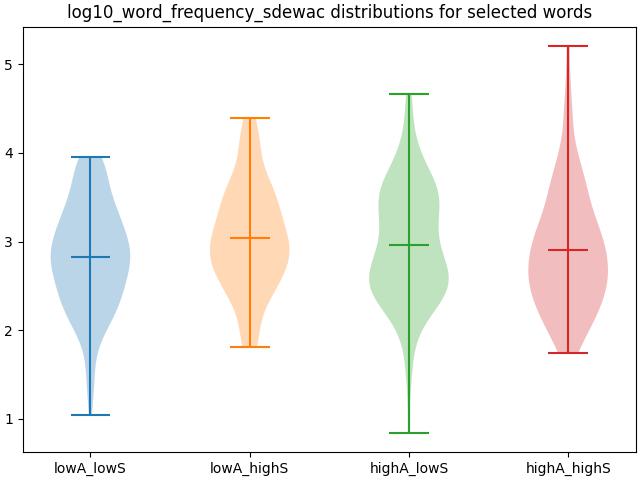 log10_word_frequency_sdewac distributions for selected words
5
4
3
2
1
lowA_lowS
lowA_highS
highA_lowS
highA_highS